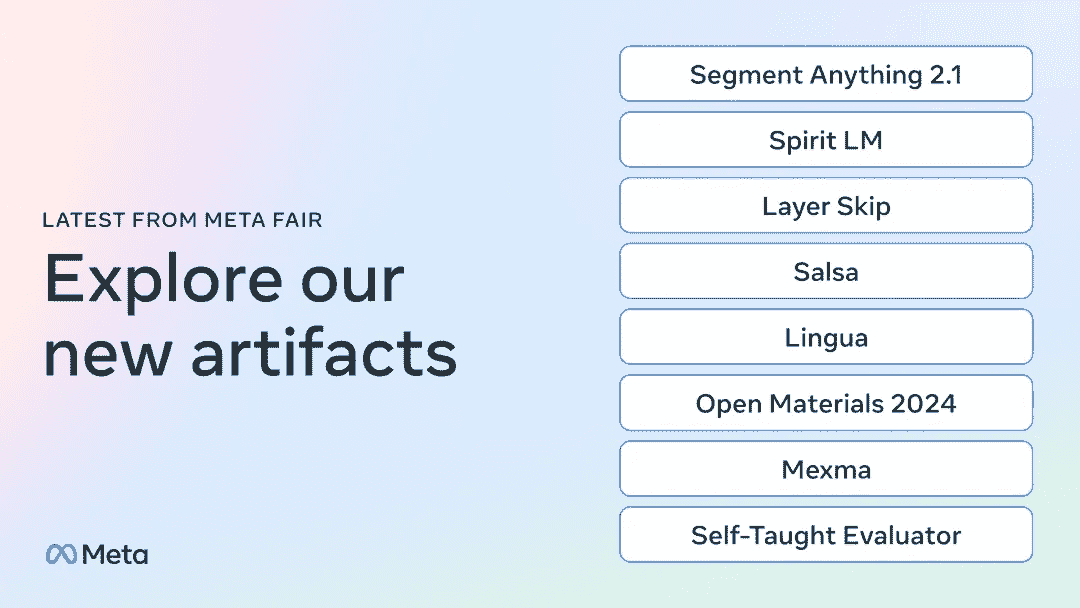 LATEST FROM META FAIR
Explore our
new artifacts
Meta
Segment Anything 2.1
Spirit LM
Layer Skip
Salsa
Lingua
Open Materials 2024
Mexma
Self-Taught Evaluator